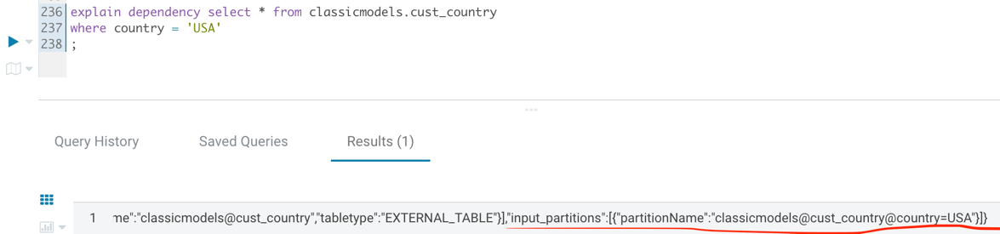 236 explain dependency select * from classicmodels.cust_country
237 where country = 'USA'
238 ;
Query History Saved Queries Results (1)
1 me":"classicmodels@cust_country","tabletype":"EXTERNAL_TABLE"}],"input_partitions":[{"partitionName":"classicmodels@cust_country@country=USA"}]}